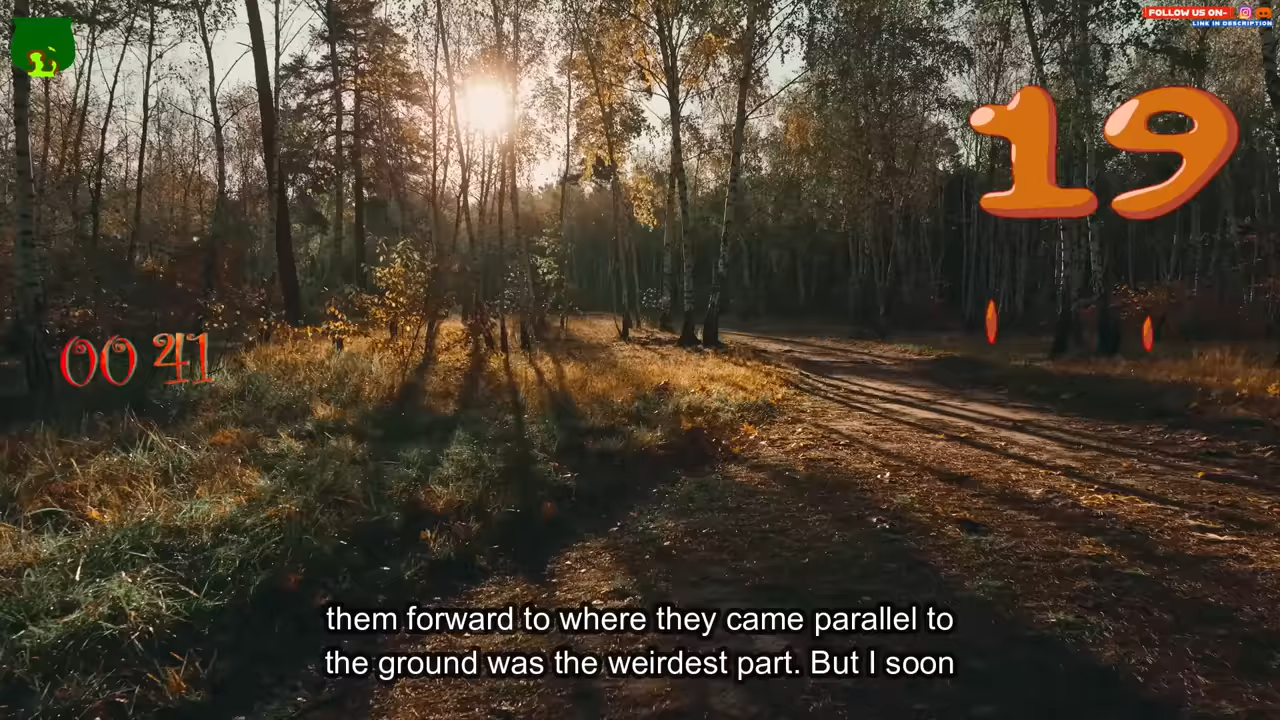 FOLLOW US ON-
LINK IN DESCRIPTION
19
00 41
them forward to where they came parallel to
the ground was the weirdest part. But I soon